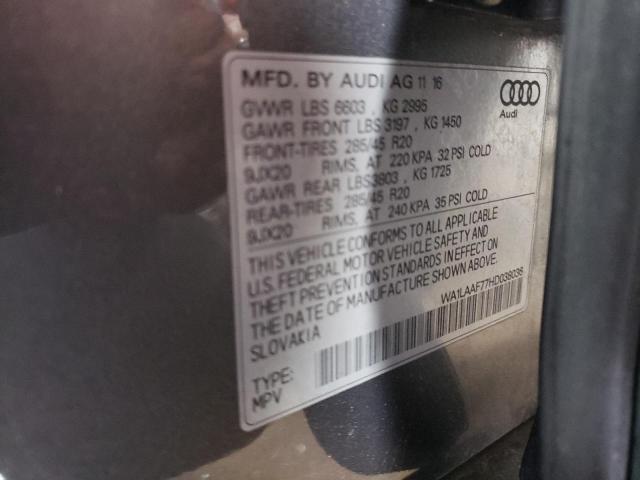 MFD. BY AUDI AG 11 16
Audi
GVWR LBS 6603 , KG 2995
GAWR FRONT LBS 3197 , KG 1450
FRONT-TIRES 285/45 R20
9JX20 RIMS, AT 220 KPA 32 PSI COLD
GAWR REAR LBS3803 , KG 1725
REAR-TIRES 285/45 R20
9JX20 RIMS, AT 240 KPA 35 PSI COLD
THIS VEHICLE CONFORMS TO ALL APPLICABLE
U.S. FEDERAL MOTOR VEHICLE SAFETY AND
THEFT PREVENTION STANDARDS IN EFFECT ON
THE DATE OF MANUFACTURE SHOWN ABOVE.
SLOVAKIA
WA1LAAF77HD038036
TYPE:
MPV